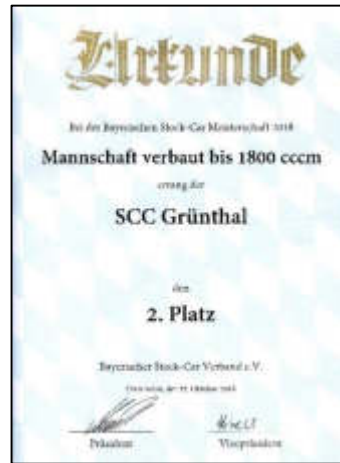 Urkunde
Bei der Bayerischen Stock-Car Meisterschaft 2018
Mannschaft verbaut bis 1800 cccm
errang der
SCC Grünthal
den
2. Platz
Bayerischer Stock-Car Verband e.V.
Präsident
Vizepräsident